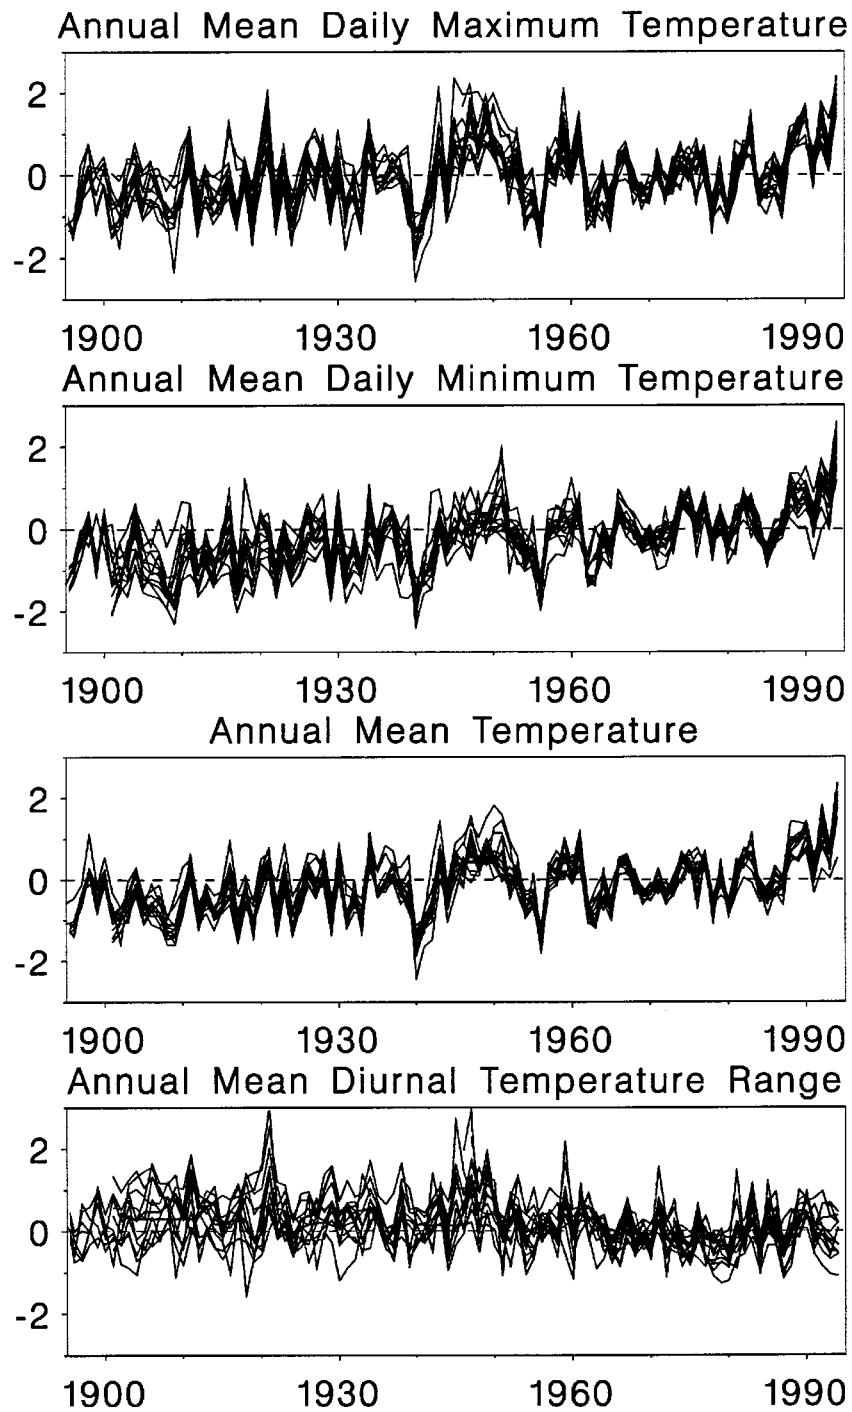 Annual Mean Daily Maximum Temperature
2
0
-2
1900 1930 1960 1990
Annual Mean Daily Minimum Temperature
2
0
-2
1900 1930 1960 1990
Annual Mean Temperature
2
0
-2
1900 1930 1960 1990
Annual Mean Diurnal Temperature Range
2
0
-2
1900 1930 1960 1990